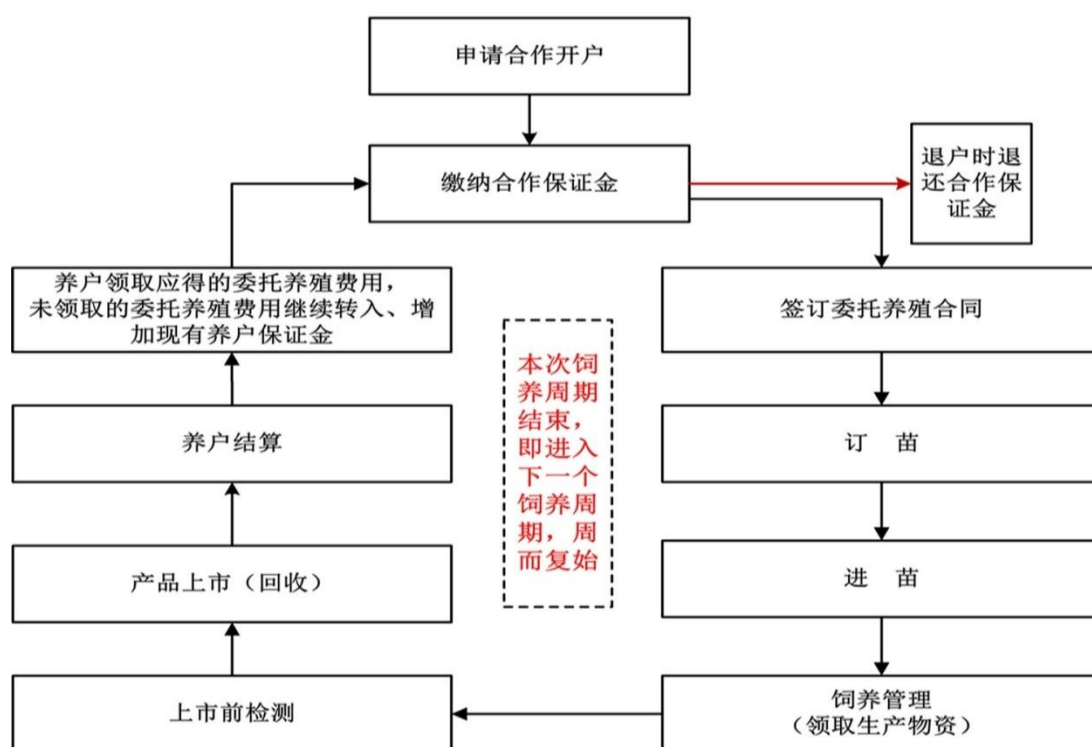 申请合作开户
缴纳合作保证金
退户时退
还合作保
证金
养户领取应得的委托养殖费用，
未领取的委托养殖费用继续转入、增
加现有养户保证金
签订委托养殖合同
本次饲
养周期
结束，
即进入
下一个
饲养周
期，周
而复始
养户结算
订 苗
产品上市（回收）
进 苗
上市前检测
饲养管理
（领取生产物资）